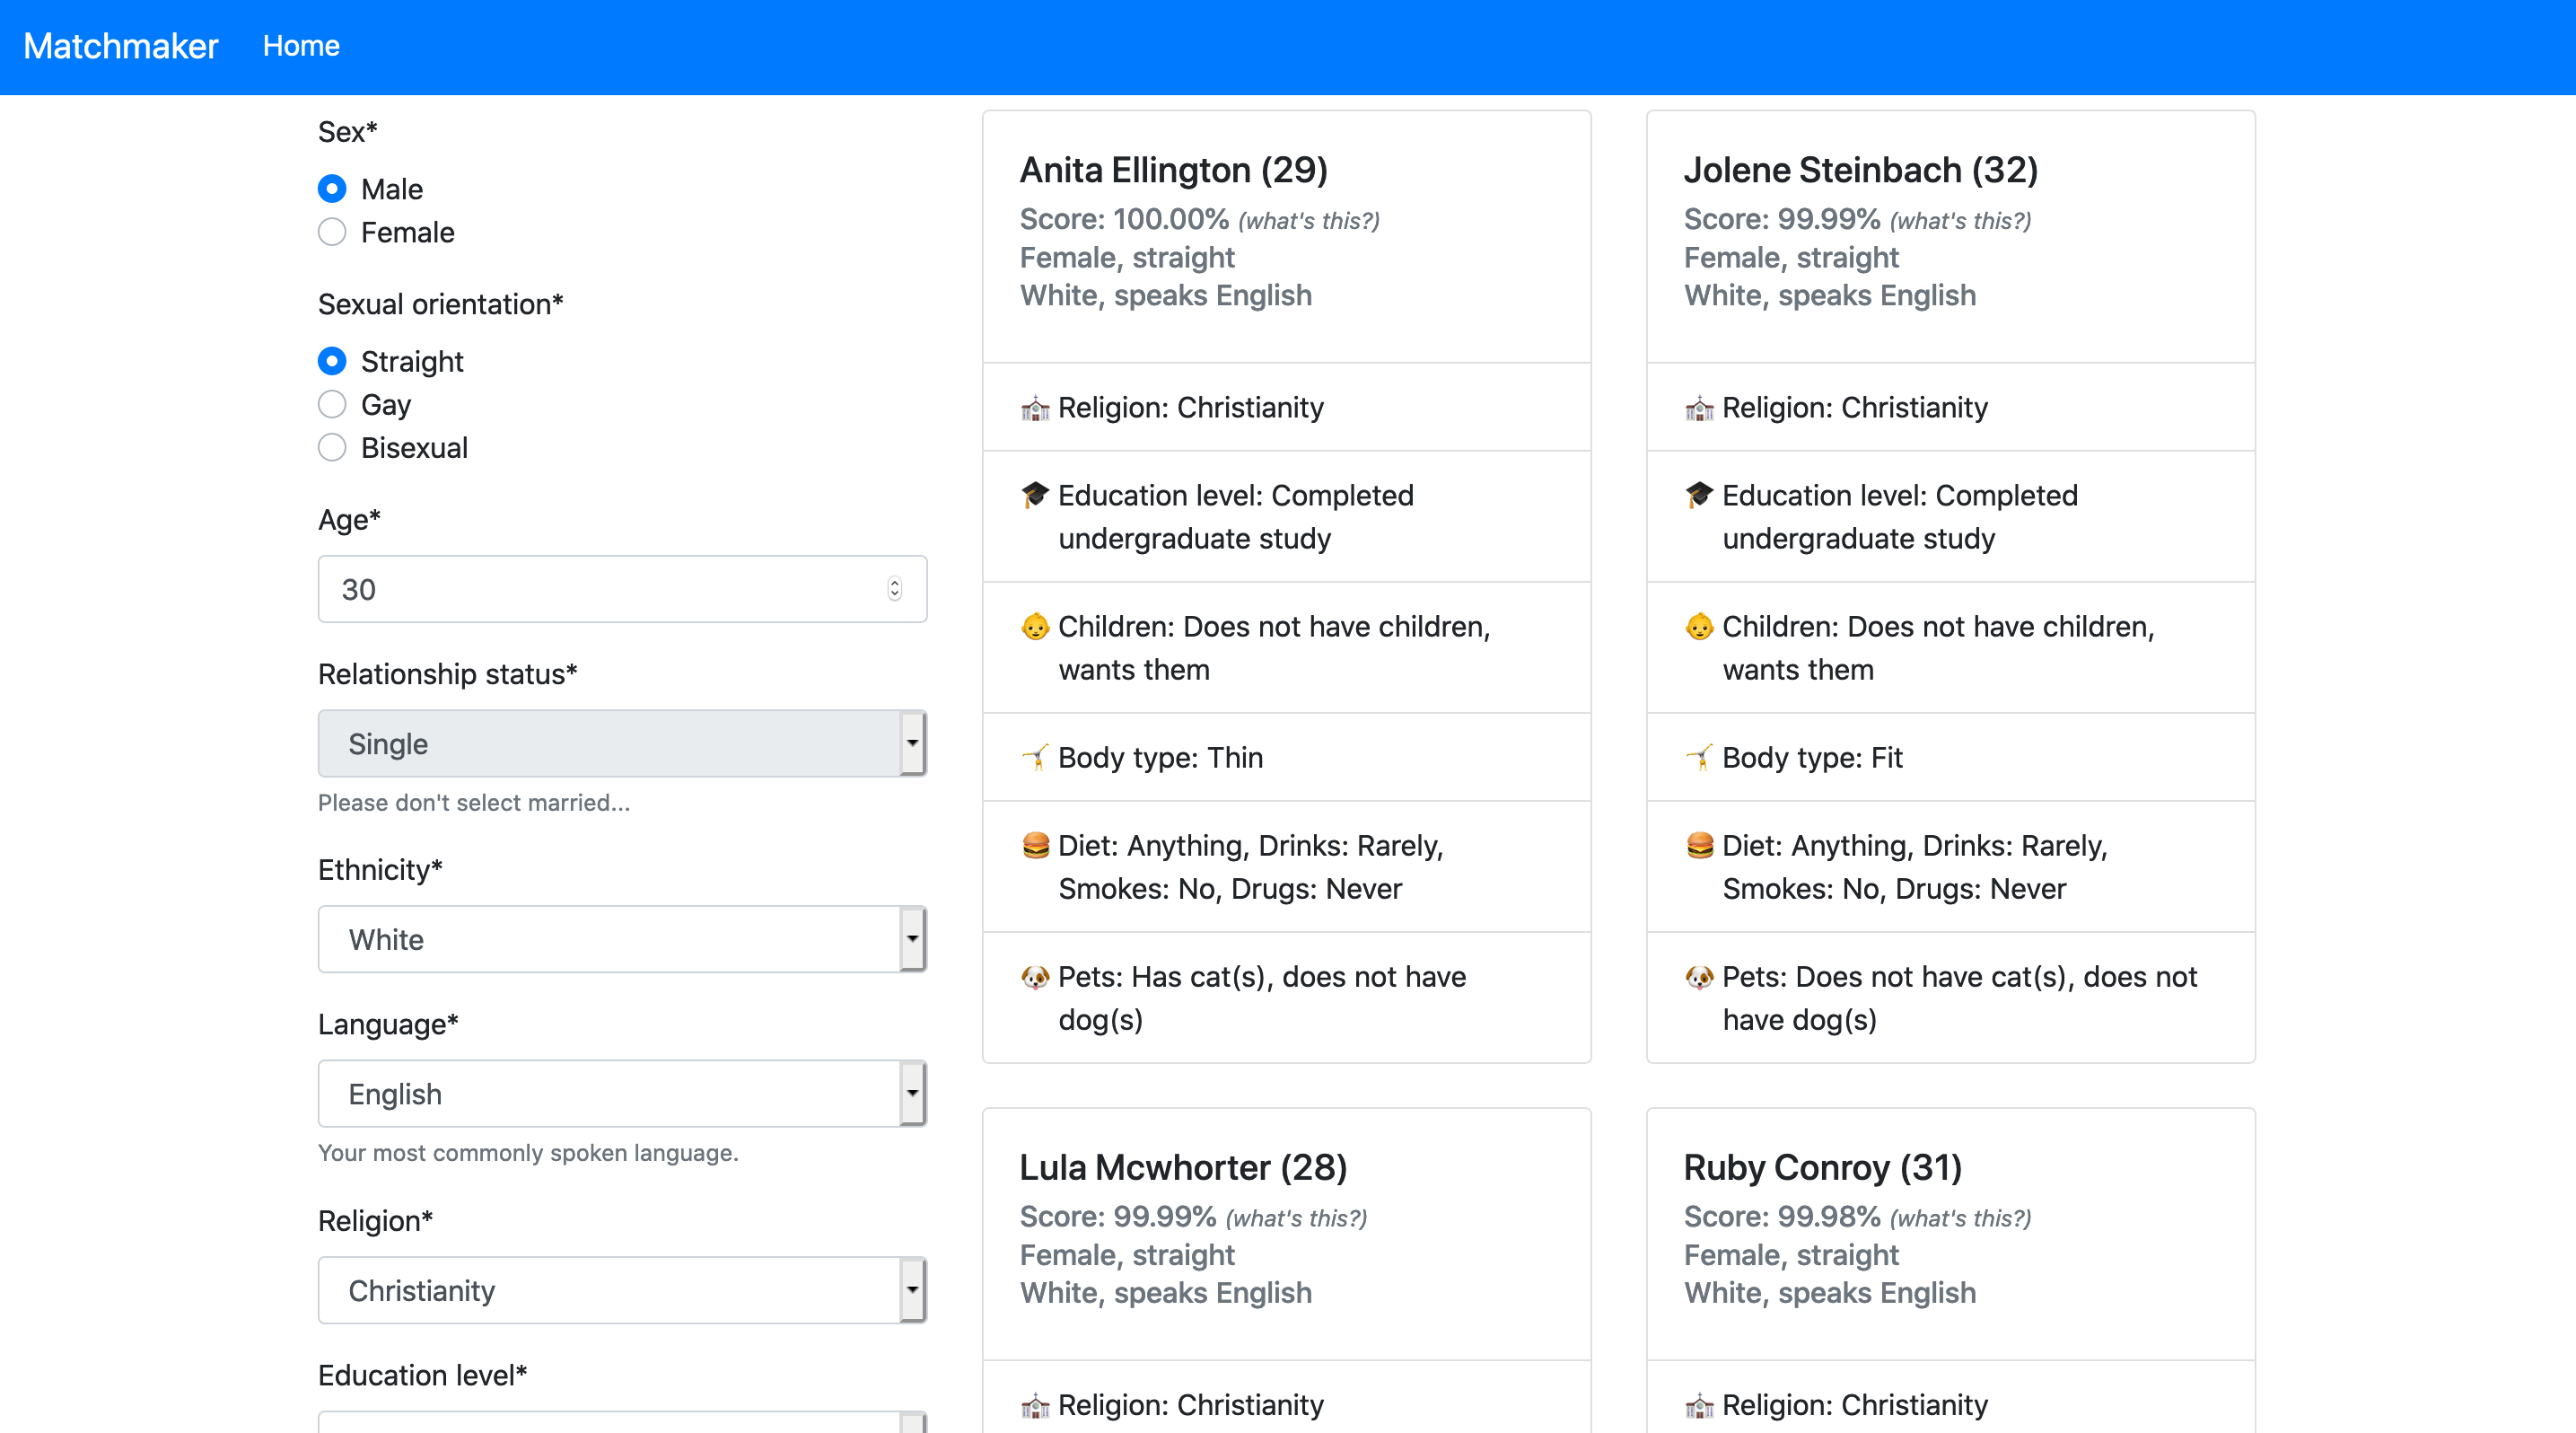 Matchmaker Home
Sex*
Male
Female
Sexual orientation*
Straight
Gay
Bisexual
Age*
30
Relationship status*
Single
Please don't select married...
Ethnicity*
White
Language*
English
Your most commonly spoken language.
Religion*
Christianity
Education level*
Anita Ellington (29)
Score: 100.00% (what's this?)
Female, straight
White, speaks English
Religion: Christianity
Education level: Completed
undergraduate study
Children: Does not have children,
wants them
Body type: Thin
Diet: Anything, Drinks: Rarely,
Smokes: No, Drugs: Never
Pets: Has cat(s), does not have
dog(s)
Jolene Steinbach (32)
Score: 99.99% (what's this?)
Female, straight
White, speaks English
Religion: Christianity
Education level: Completed
undergraduate study
Children: Does not have children,
wants them
Body type: Fit
Diet: Anything, Drinks: Rarely,
Smokes: No, Drugs: Never
Pets: Does not have cat(s), does not
have dog(s)
Lula Mcwhorter (28)
Score: 99.99% (what's this?)
Female, straight
White, speaks English
Religion: Christianity
Ruby Conroy (31)
Score: 99.98% (what's this?)
Female, straight
White, speaks English
Religion: Christianity